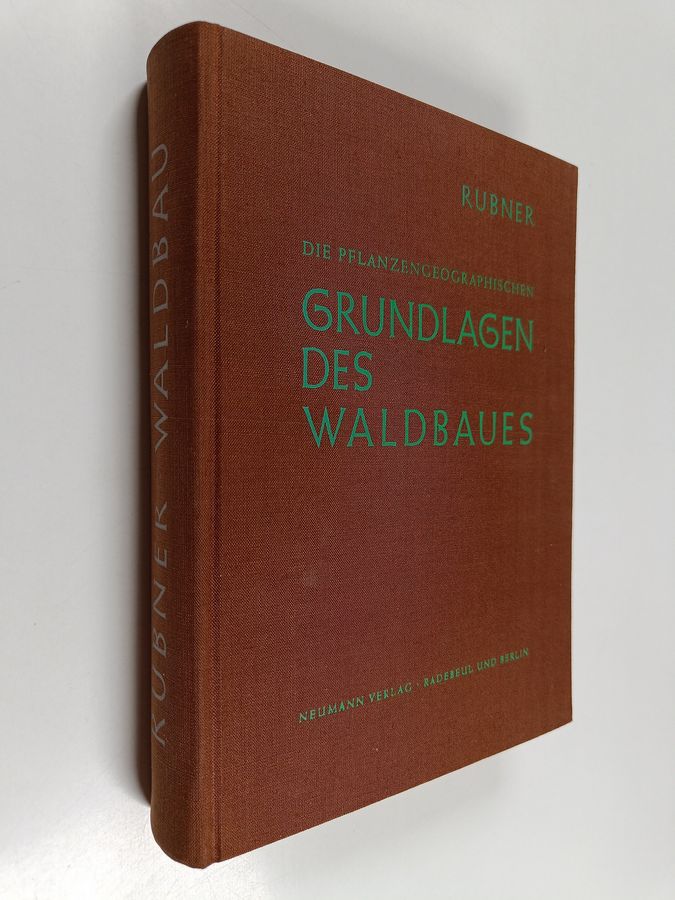 RUBNER
DIE PFLANZENGEOGRAPHISCHEN
GRUNDLAGEN
DES
WALDBAUES
NEUMANN VERLAG · RADEBEUL UND BERLIN
RUBNER WALDBAU